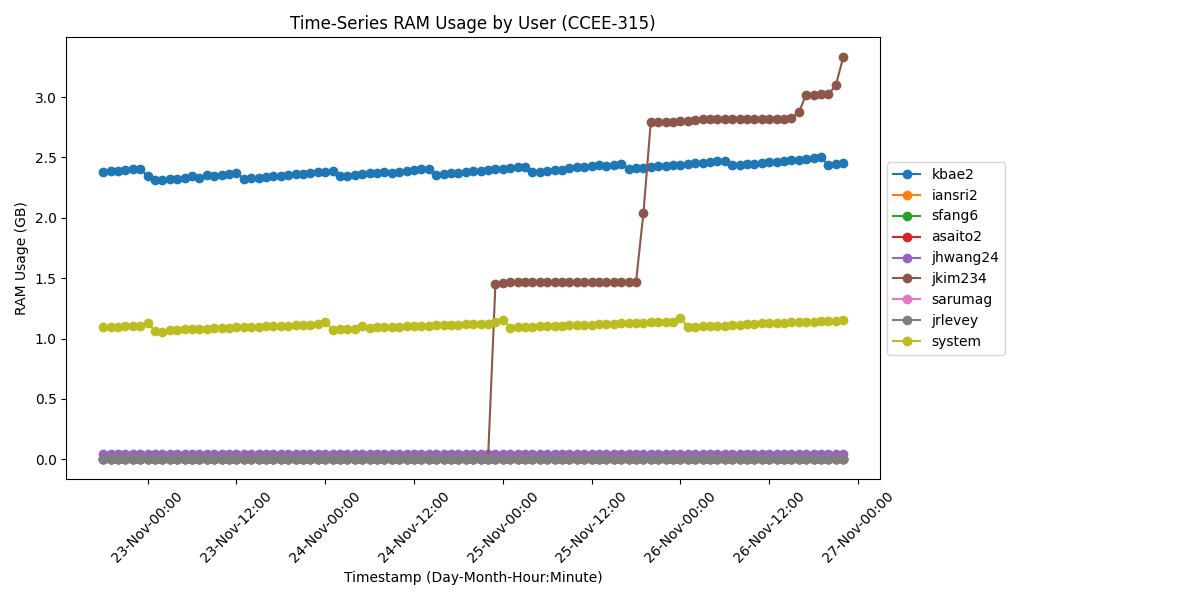 Time-Series RAM Usage by User (CCEE-315)
RAM Usage (GB)
3.0
2.5
2.0
1.5
1.0
0.5
0.0
23-Nov-00:00
23-Nov-12:00
24-Nov-00:00
24-Nov-12:00
25-Nov-00:00
25-Nov-12:00
26-Nov-00:00
26-Nov-12:00
27-Nov-00:00
Timestamp (Day-Month-Hour:Minute)
kbae2
iansri2
sfang6
asaito2
jhwang24
jkim234
sarumag
jrlevey
system